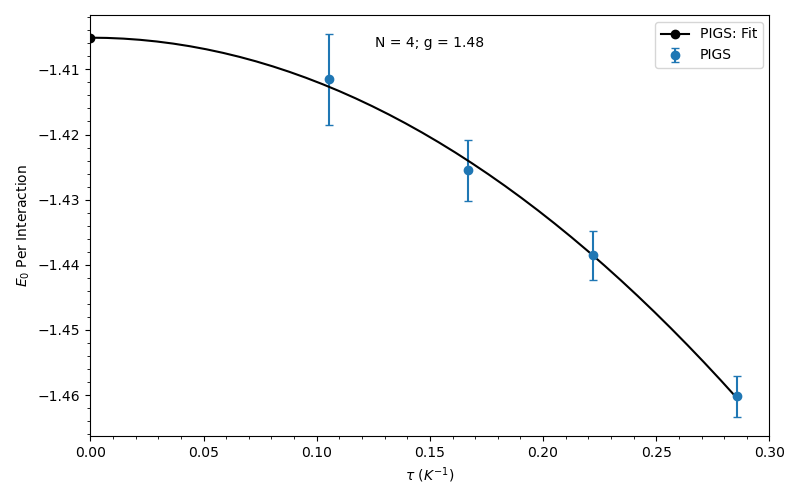 N = 4; g = 1.48
PIGS: Fit
PIGS
E₀ Per Interaction
−1.41
−1.42
−1.43
−1.44
−1.45
−1.46
0.00 0.05 0.10 0.15 0.20 0.25 0.30
τ (K⁻¹)